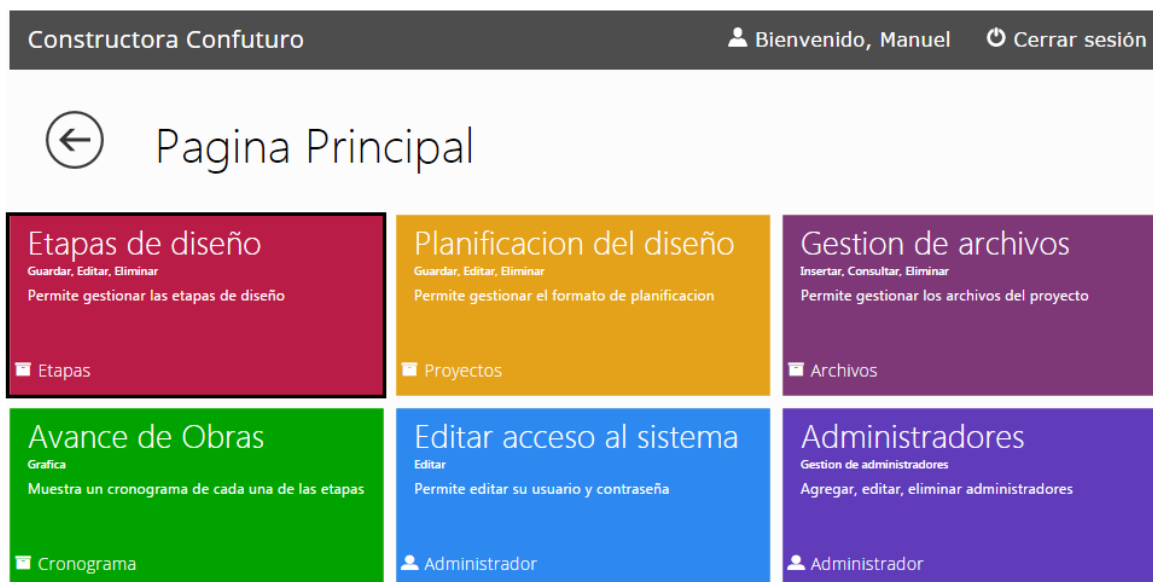 Constructora Confuturo
Bienvenido, Manuel
Cerrar sesión
Pagina Principal
Etapas de diseño
Guardar, Editar, Eliminar
Permite gestionar las etapas de diseño
Etapas
Planificacion del diseño
Guardar, Editar, Eliminar
Permite gestionar el formato de planificacion
Proyectos
Gestion de archivos
Insertar, Consultar, Eliminar
Permite gestionar los archivos del proyecto
Archivos
Avance de Obras
Grafica
Muestra un cronograma de cada una de las etapas
Cronograma
Editar acceso al sistema
Editar
Permite editar su usuario y contraseña
Administrador
Administradores
Gestion de administradores
Agregar, editar, eliminar administradores
Administrador